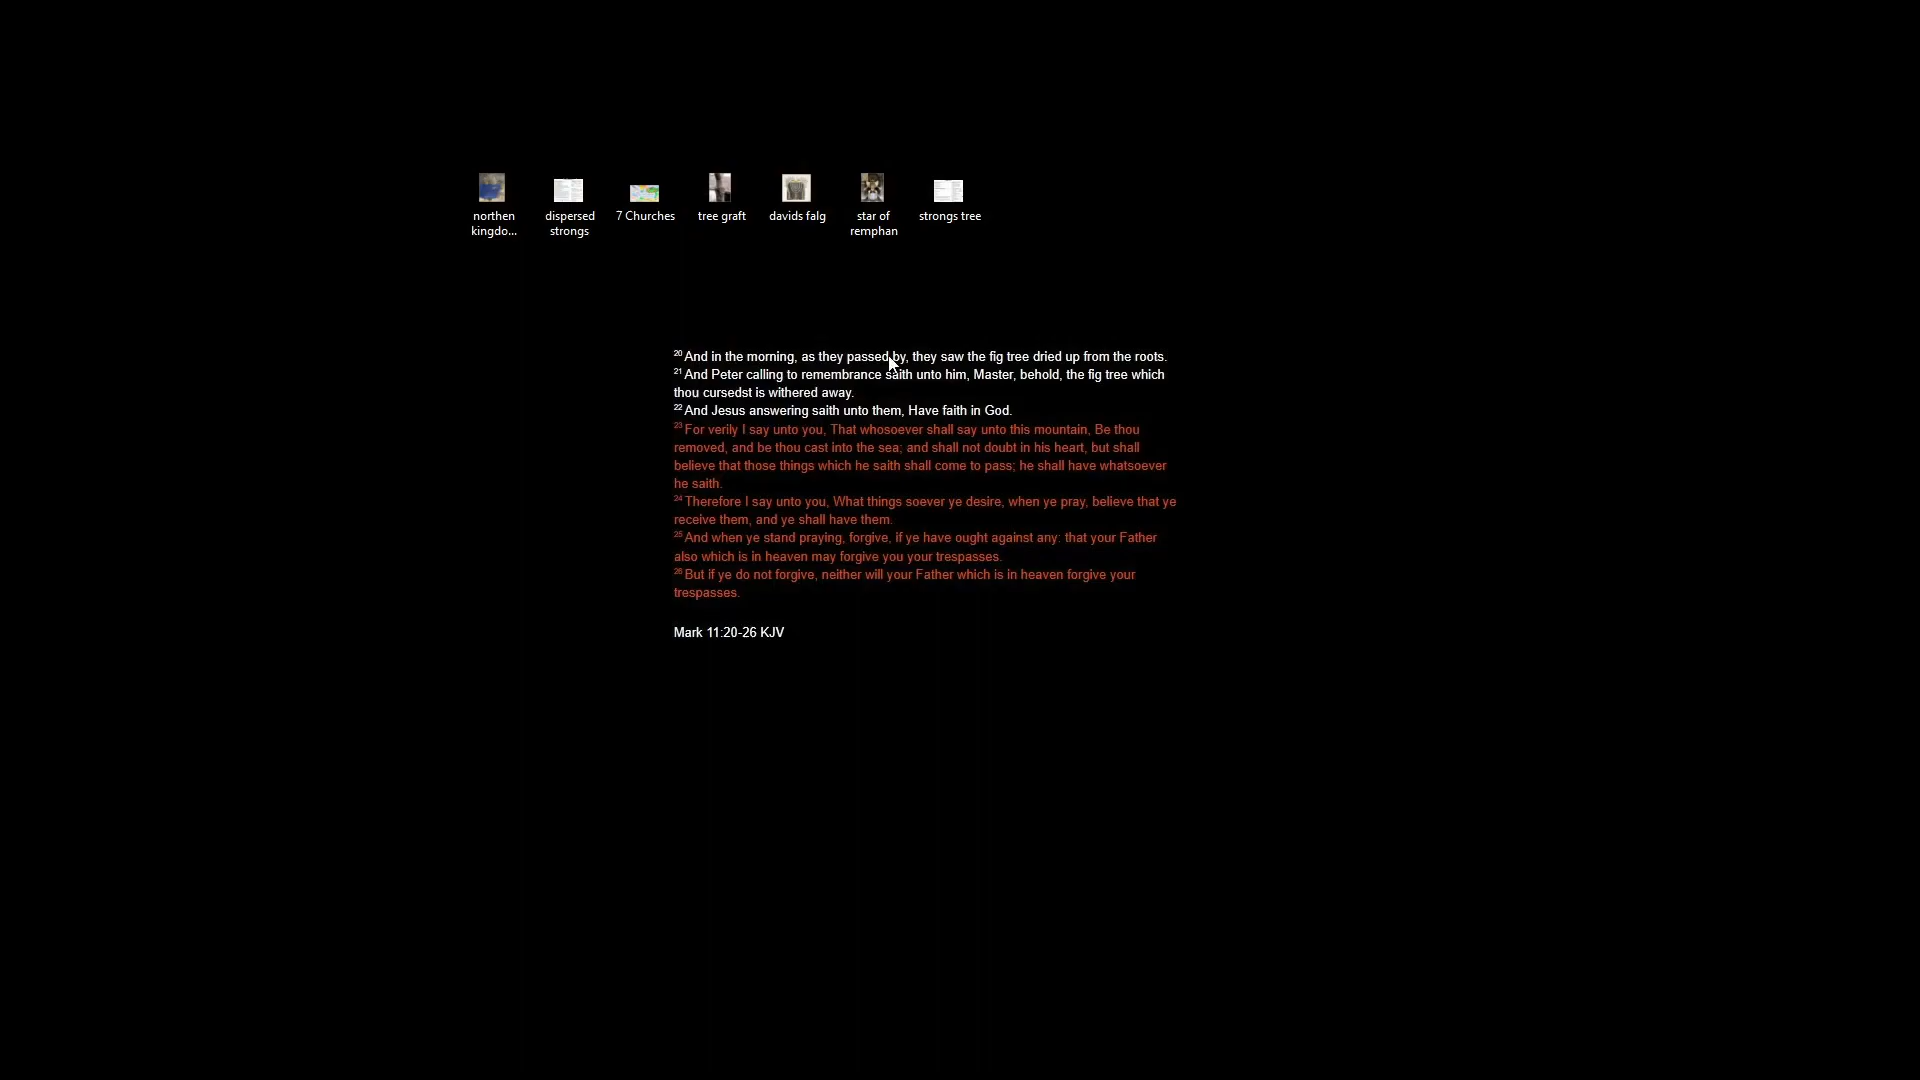 northen
kingdo...
dispersed
strongs
7 Churches
tree graft
davids falg
star of
remphan
strongs tree
20 And in the morning, as they passed by, they saw the fig tree dried up from the roots.
21 And Peter calling to remembrance saith unto him, Master, behold, the fig tree which
thou cursedst is withered away.
22 And Jesus answering saith unto them, Have faith in God.
23 For verily I say unto you, That whosoever shall say unto this mountain, Be thou
removed, and be thou cast into the sea; and shall not doubt in his heart, but shall
believe that those things which he saith shall come to pass; he shall have whatsoever
he saith.
24 Therefore I say unto you, What things soever ye desire, when ye pray, believe that ye
receive them, and ye shall have them.
25 And when ye stand praying, forgive, if ye have ought against any: that your Father
also which is in heaven may forgive you your trespasses.
26 But if ye do not forgive, neither will your Father which is in heaven forgive your
trespasses.
Mark 11:20-26 KJV